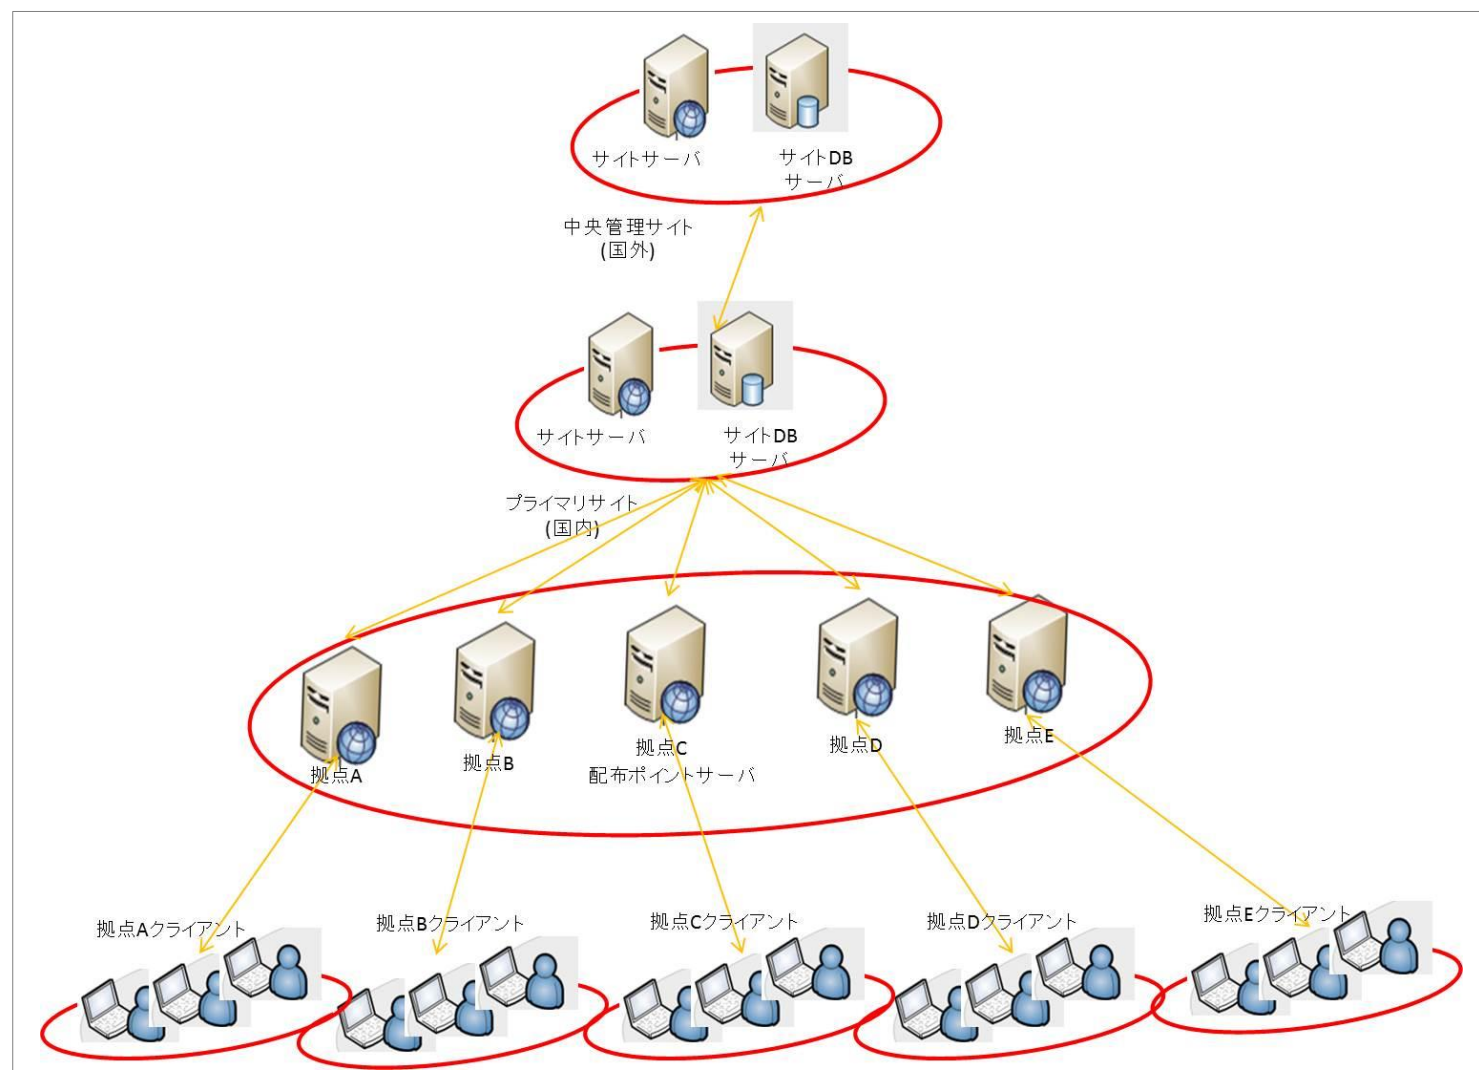 サイトサーバ
サイトDB
サーバ
中央管理サイト
(国外)
サイトサーバ
サイトDB
サーバ
プライマリサイト
(国内)
拠点A
拠点B
拠点C
配布ポイントサーバ
拠点D
拠点E
拠点Aクライアント
拠点Bクライアント
拠点Cクライアント
拠点Dクライアント
拠点Eクライアント